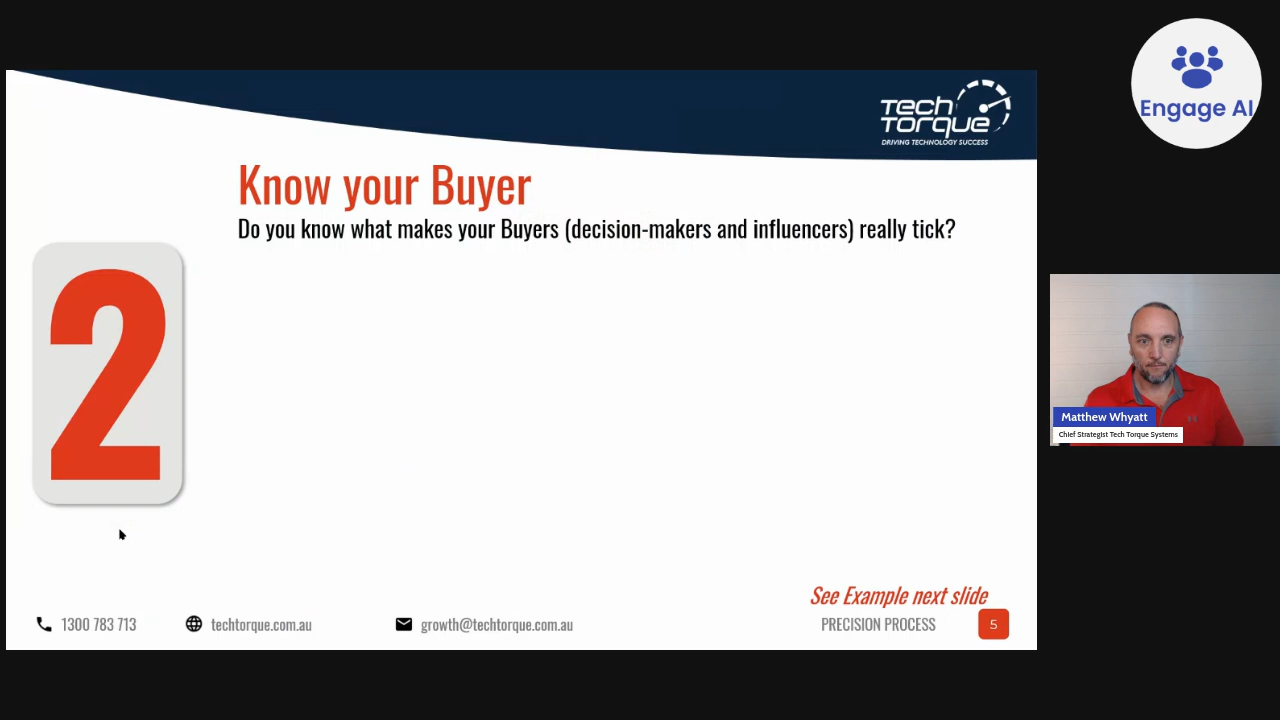 Engage AI
Tech
Torque
DRIVING TECHNOLOGY SUCCESS
Know your Buyer
Do you know what makes your Buyers (decision-makers and influencers) really tick?
2
Matthew Whyatt
Chief Strategist Tech Torque Systems
See Example next slide
1300 783 713
techtorque.com.au
growth@techtorque.com.au
PRECISION PROCESS
5